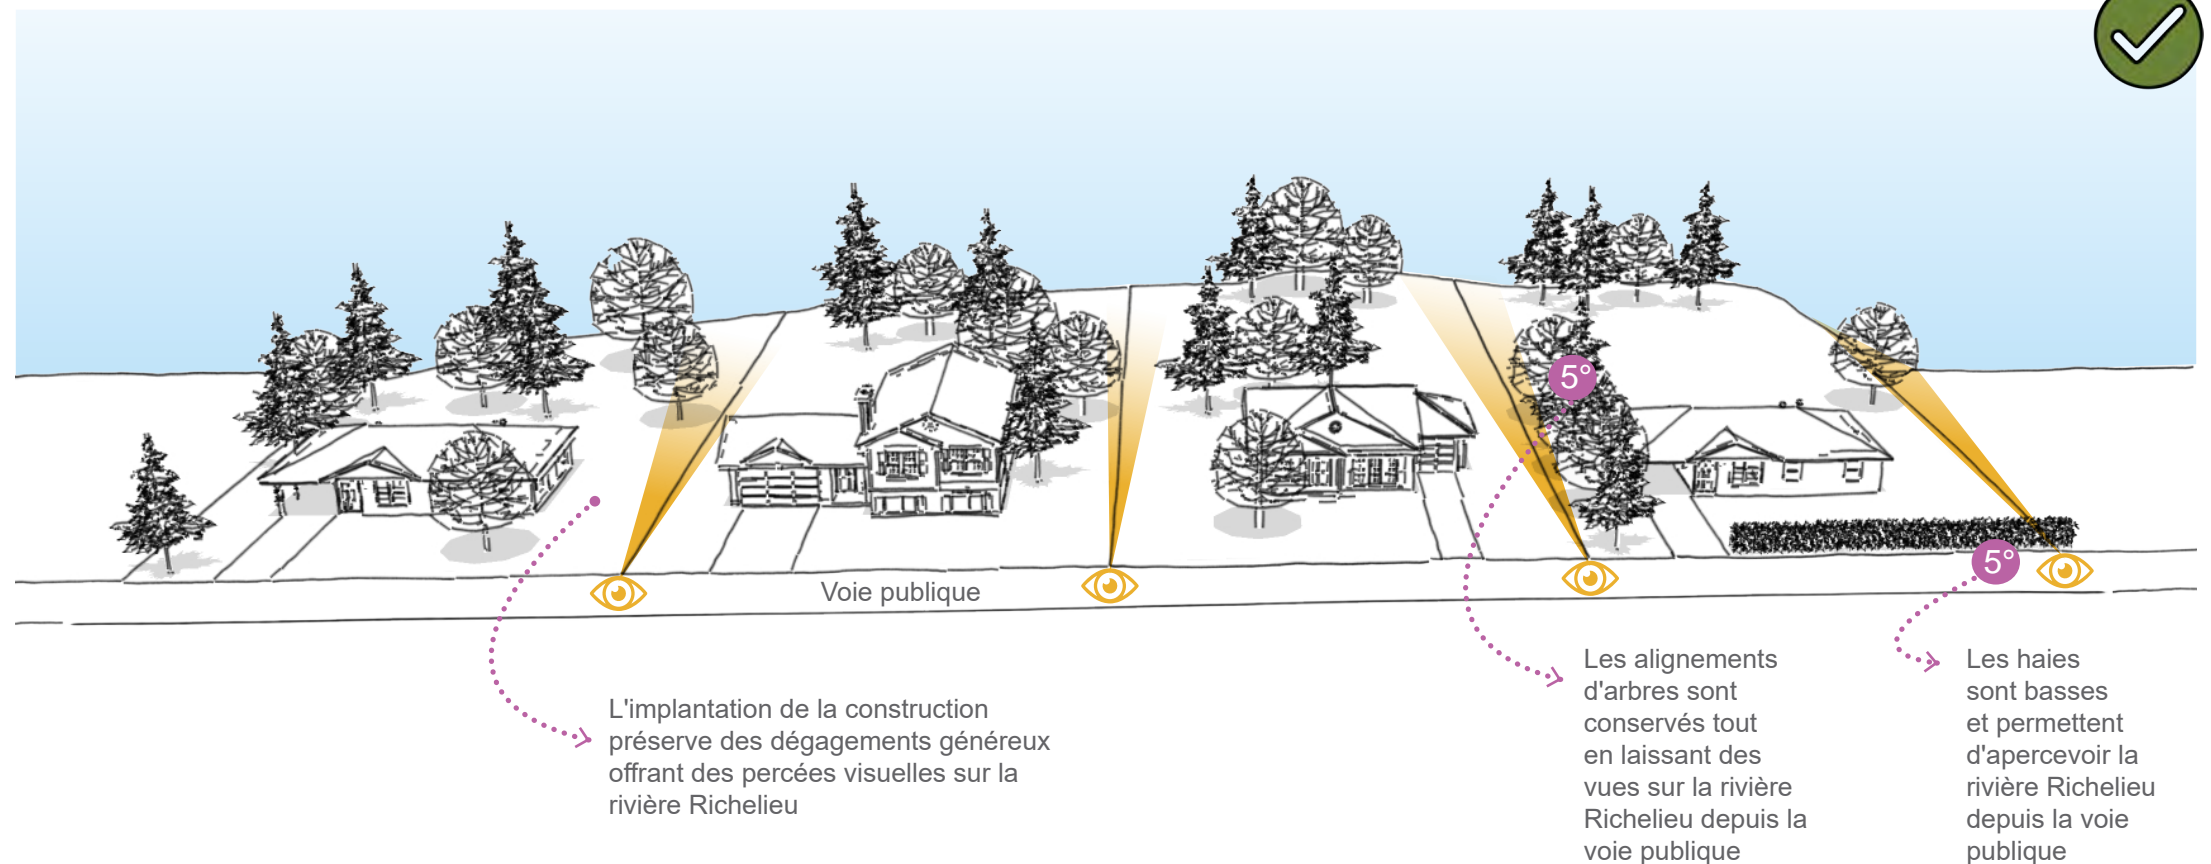 5°
5°
Voie publique
L'implantation de la construction
préserve des dégagements généreux
offrant des percées visuelles sur la
rivière Richelieu
Les alignements
d'arbres sont
conservés tout
en laissant des
vues sur la rivière
Richelieu depuis la
voie publique
Les haies
sont basses
et permettent
d'apercevoir la
rivière Richelieu
depuis la voie
publique